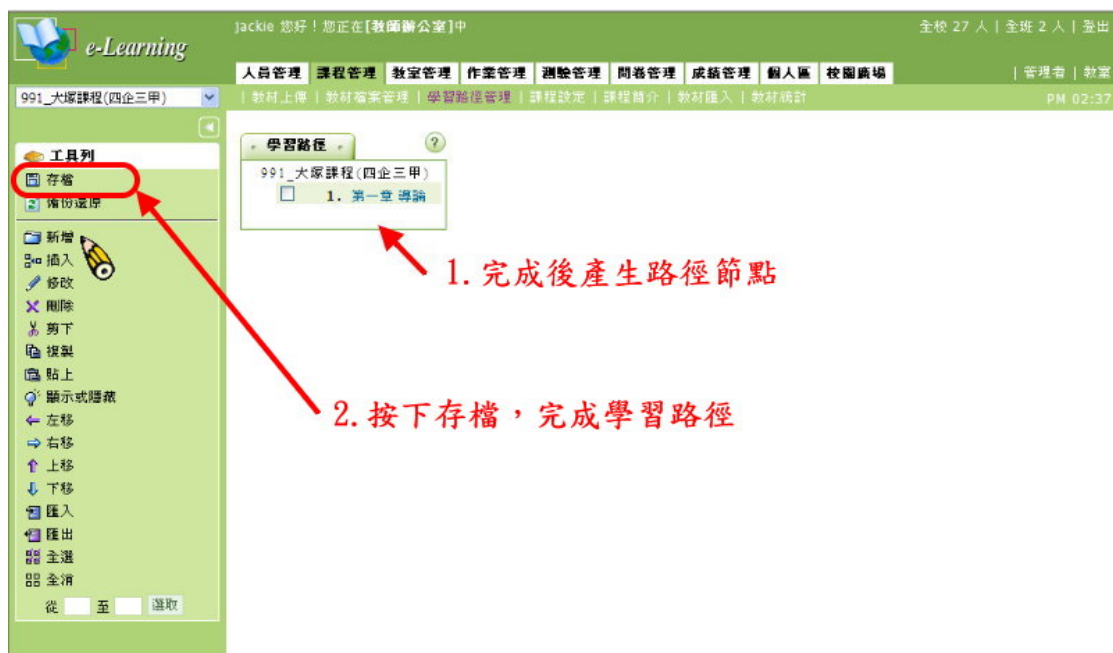 e-Learning
jackie 您好！您正在[教師辦公室]中
全校 27 人 | 全班 2 人 | 登出
人員管理 課程管理 教室管理 作業管理 測驗管理 問卷管理 成績管理 個人區 校園廣場
| 管理者 | 教室
991_大塚課程(四企三甲)
| 教材上傳 | 教材檔案管理 | 學習路徑管理 | 課程設定 | 課程簡介 | 教材匯入 | 教材統計
PM 02:37
工具列
存檔
備份還原
新增
插入
修改
刪除
剪下
複製
貼上
顯示或隱藏
左移
右移
上移
下移
匯入
匯出
全選
全消
從 至 選取
學習路徑
?
991_大塚課程(四企三甲)
1. 第一章 導論
1.完成後產生路徑節點
2.按下存檔，完成學習路徑